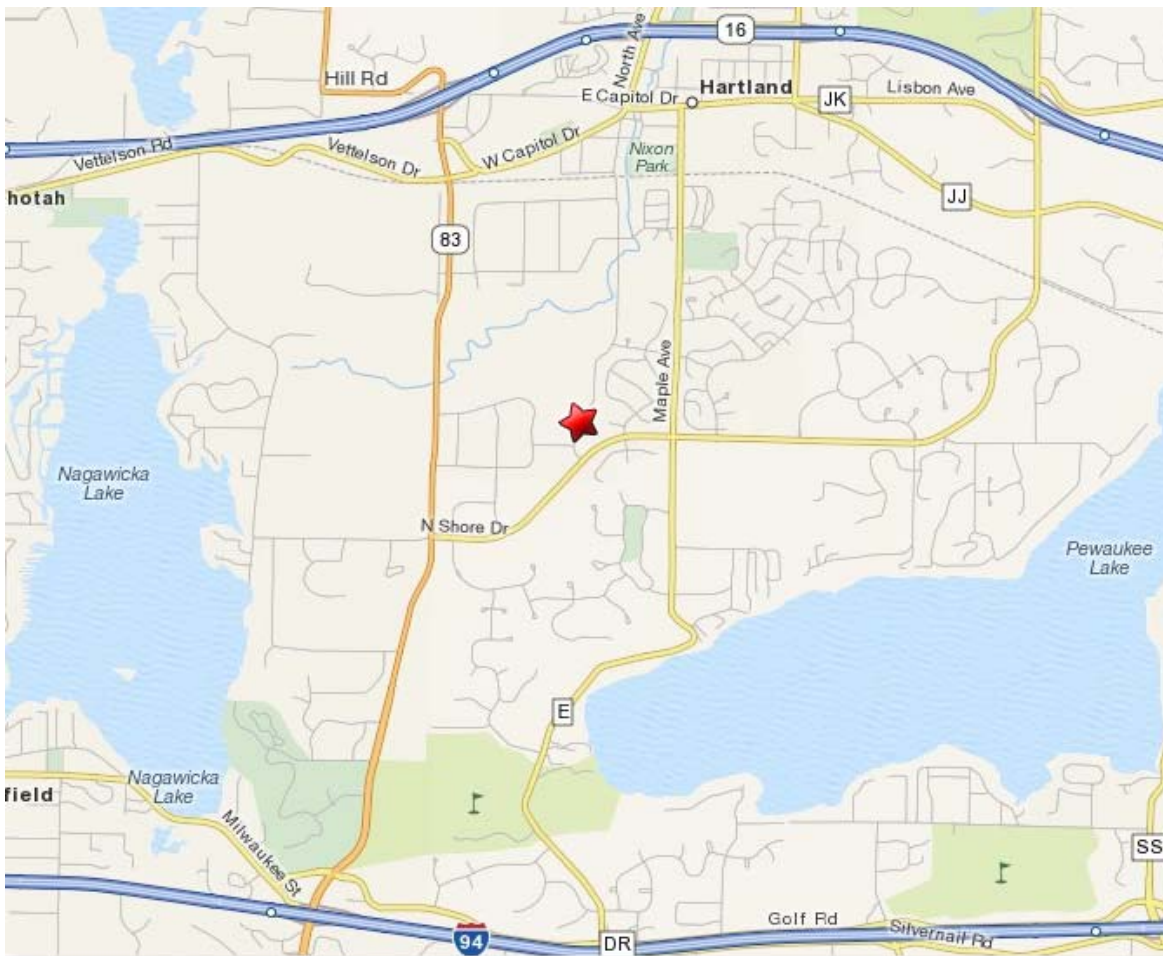 16
North Ave
Hill Rd
Hartland
E Capitol Dr
JK
Lisbon Ave
W Capitol Dr
Vettelson Rd
Vettelson Dr
Nixon
Park
hotah
JJ
83
Maple Ave
Nagawicka
Lake
N Shore Dr
Pewaukee
Lake
E
Nagawicka
Lake
field
Milwaukee St
SS
Golf Rd
Silvernail Rd
94
DR